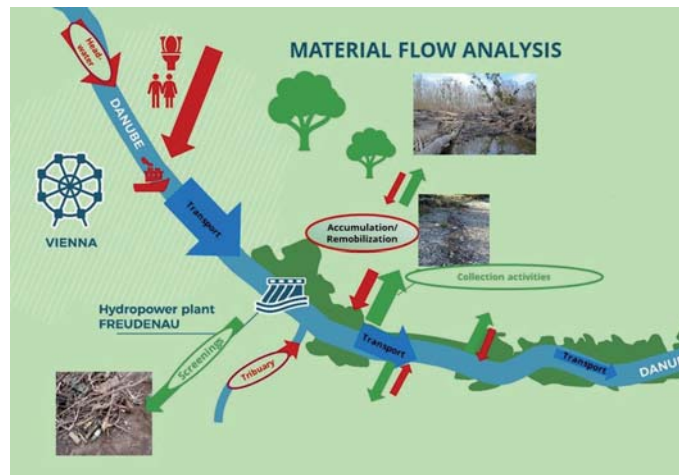 MATERIAL FLOW ANALYSIS
Head-
water
DANUBE
VIENNA
Transport
Accumulation/
Remobilization
Collection activities
Hydropower plant
FREUDENAU
Screenings
Tribuary
Transport
Transport
DANU